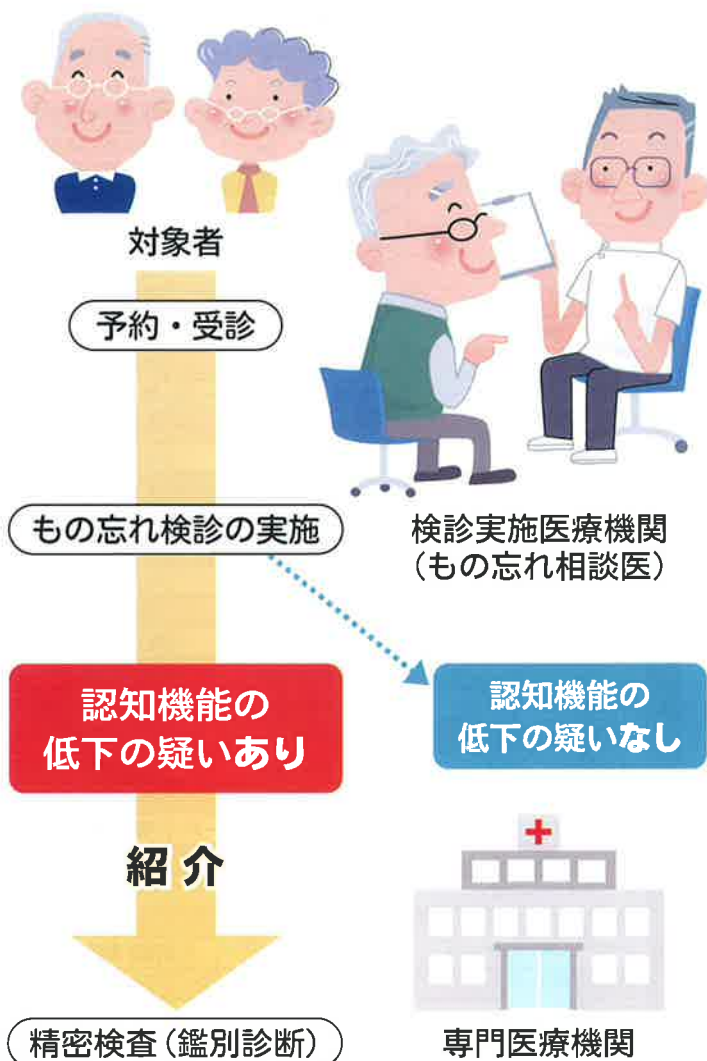 対象者
予約・受診
もの忘れ検診の実施
検診実施医療機関
(もの忘れ相談医)
認知機能の
低下の疑いあり
認知機能の
低下の疑いなし
紹介
精密検査(鑑別診断)
専門医療機関